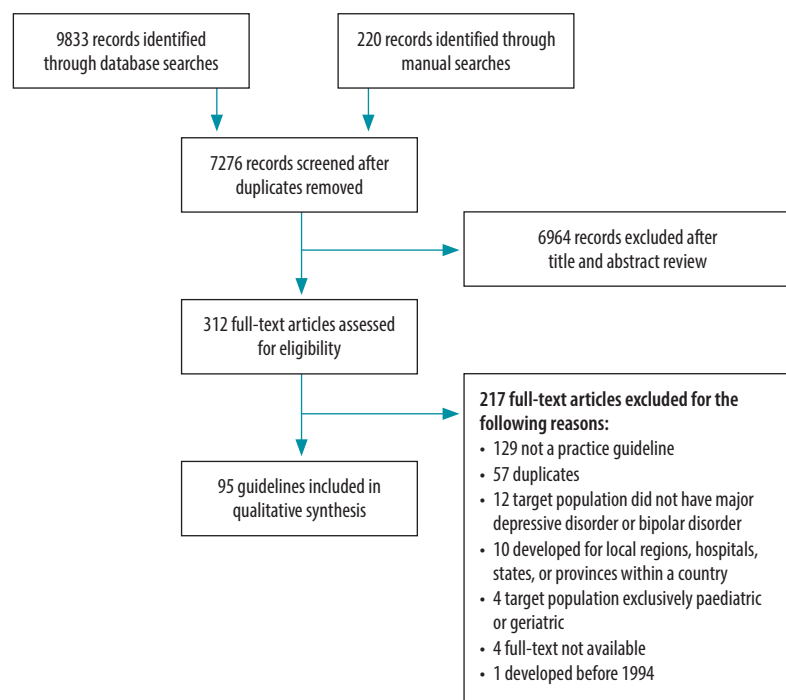 9833 records identified
through database searches
220 records identified through
manual searches
7276 records screened after
duplicates removed
6964 records excluded after
title and abstract review
312 full-text articles assessed
for eligibility
217 full-text articles excluded for the
following reasons:
• 129 not a practice guideline
• 57 duplicates
• 12 target population did not have major
depressive disorder or bipolar disorder
• 10 developed for local regions, hospitals,
states, or provinces within a country
• 4 target population exclusively paediatric
or geriatric
• 4 full-text not available
• 1 developed before 1994
95 guidelines included in
qualitative synthesis